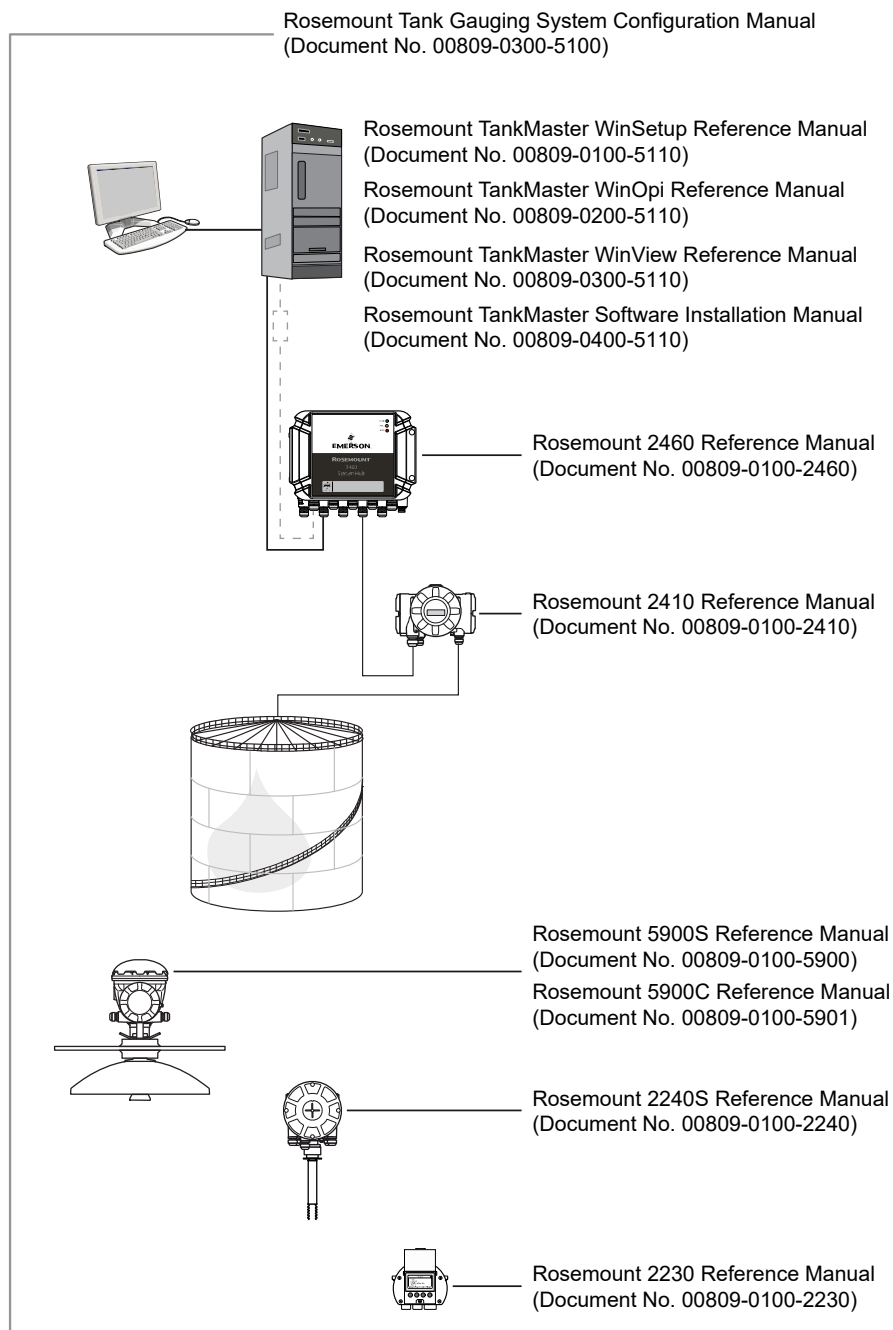 Rosemount Tank Gauging System Configuration Manual
(Document No. 00809-0300-5100)
Rosemount TankMaster WinSetup Reference Manual
(Document No. 00809-0100-5110)
Rosemount TankMaster WinOpi Reference Manual
(Document No. 00809-0200-5110)
Rosemount TankMaster WinView Reference Manual
(Document No. 00809-0300-5110)
Rosemount TankMaster Software Installation Manual
(Document No. 00809-0400-5110)
EMERSON
ROSEMOUNT
2460
System Hub
Rosemount 2460 Reference Manual
(Document No. 00809-0100-2460)
Rosemount 2410 Reference Manual
(Document No. 00809-0100-2410)
Rosemount 5900S Reference Manual
(Document No. 00809-0100-5900)
Rosemount 5900C Reference Manual
(Document No. 00809-0100-5901)
Rosemount 2240S Reference Manual
(Document No. 00809-0100-2240)
Rosemount 2230 Reference Manual
(Document No. 00809-0100-2230)